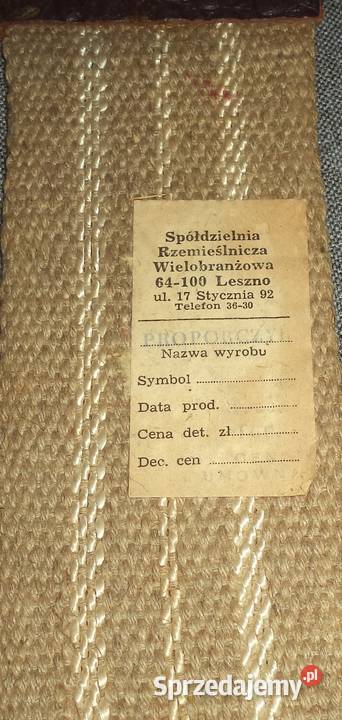 Spółdzielnia
Rzemieślnicza
Wielobranżowa
64-100 Leszno
ul. 17 Stycznia 92
Telefon 36-30
Nazwa wyrobu
Symbol
Data prod.
Cena det. zł
Dec. cen
Sprzedajemy.pl